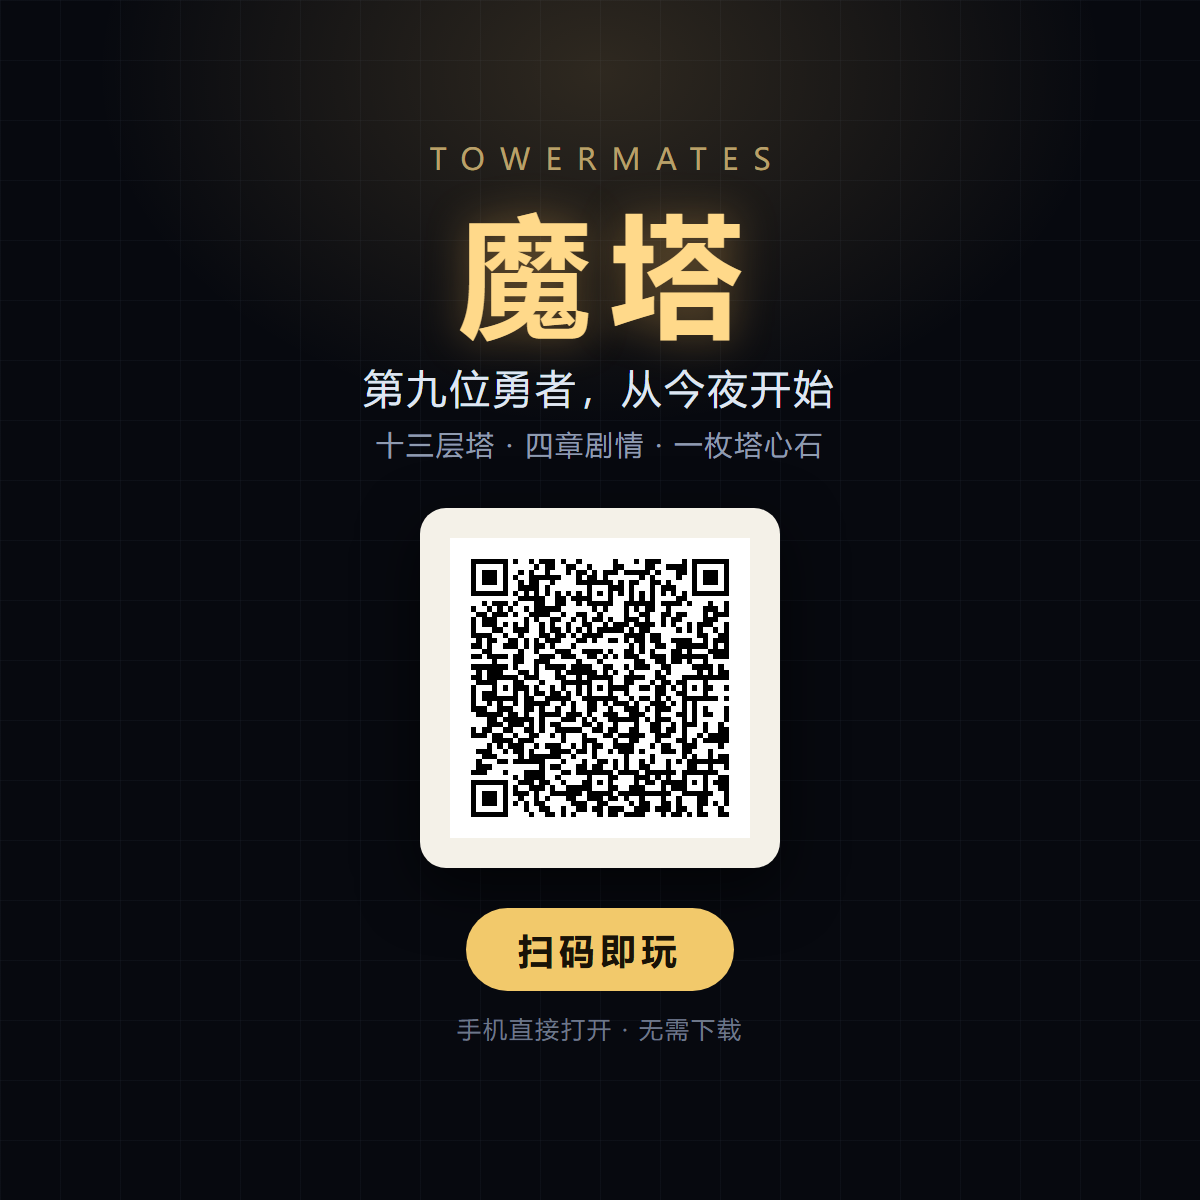 TOWERMATES
魔塔
第九位勇者，从今夜开始
十三层塔 · 四章剧情 · 一枚塔心石
扫码即玩
手机直接打开 · 无需下载